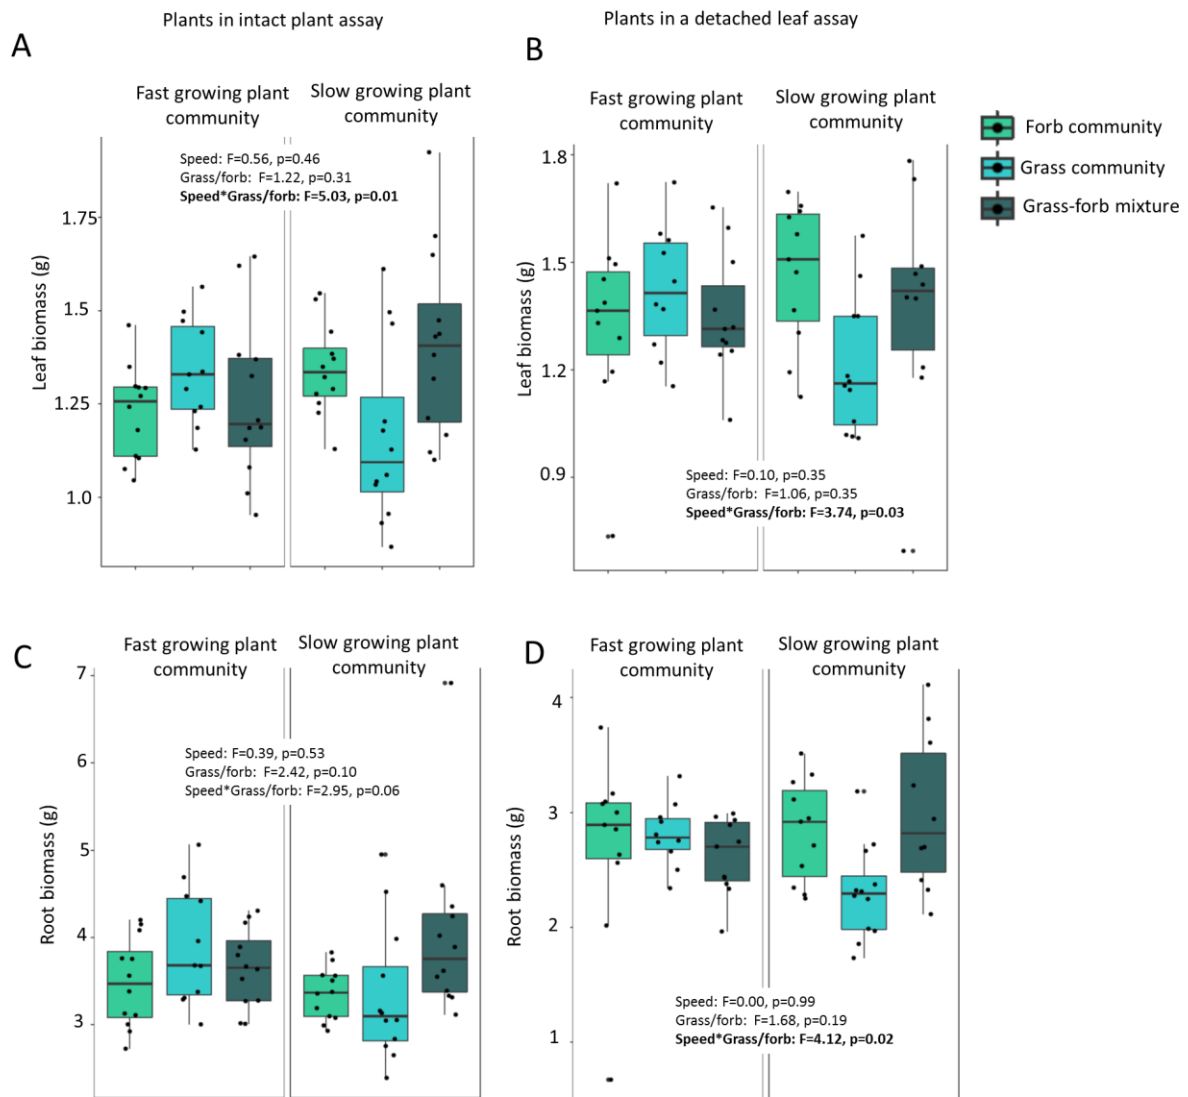 Plants in intact plant assay
Plants in a detached leaf assay
A
Fast growing plant
community
Slow growing plant
community
Speed: F=0.56, p=0.46
Grass/forb: F=1.22, p=0.31
Speed*Grass/forb: F=5.03, p=0.01
Leaf biomass (g)
1.75
1.5
1.25
1.0
B
Fast growing plant
community
Slow growing plant
community
Leaf biomass (g)
1.8
1.5
1.2
0.9
Speed: F=0.10, p=0.35
Grass/forb: F=1.06, p=0.35
Speed*Grass/forb: F=3.74, p=0.03
Forb community
Grass community
Grass-forb mixture
C
Fast growing plant
community
Slow growing plant
community
Speed: F=0.39, p=0.53
Grass/forb: F=2.42, p=0.10
Speed*Grass/forb: F=2.95, p=0.06
Root biomass (g)
7
6
5
4
3
D
Fast growing plant
community
Slow growing plant
community
Root biomass (g)
4
3
2
1
Speed: F=0.00, p=0.99
Grass/forb: F=1.68, p=0.19
Speed*Grass/forb: F=4.12, p=0.02